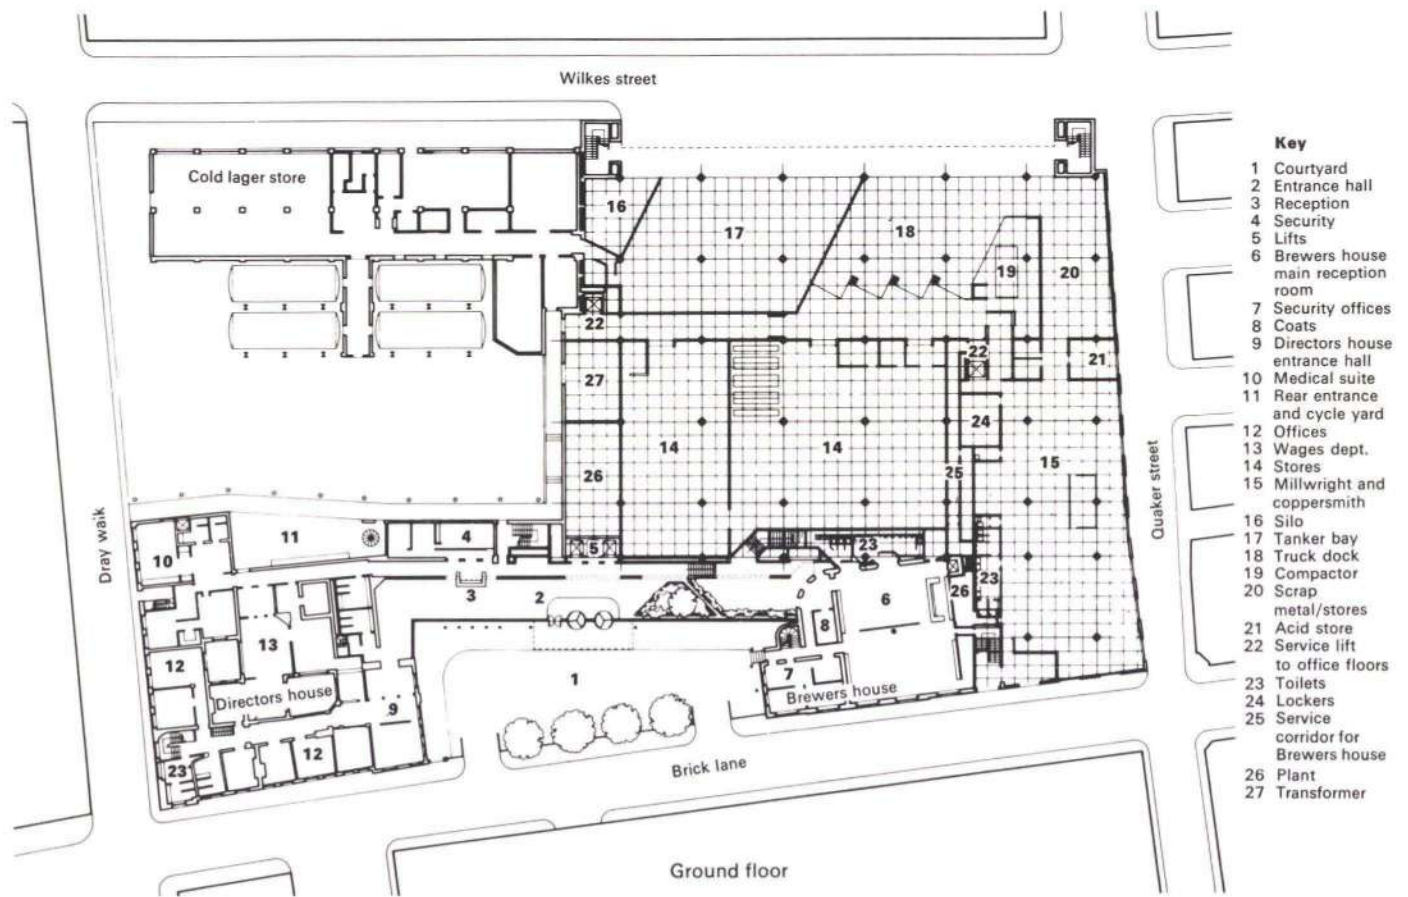 Wilkes street
Cold lager store
16
17
18
19
20
22
22
21
27
24
14
14
25
15
26
Quaker street
Dray walk
10
11
4
5
23
3
2
6
26
23
8
13
12
Directors house
1
7
Brewers house
9
12
23
Brick lane
Ground floor
Key
1 Courtyard
2 Entrance hall
3 Reception
4 Security
5 Lifts
6 Brewers house
main reception
room
7 Security offices
8 Coats
9 Directors house
entrance hall
10 Medical suite
11 Rear entrance
and cycle yard
12 Offices
13 Wages dept.
14 Stores
15 Millwright and
coppersmith
16 Silo
17 Tanker bay
18 Truck dock
19 Compactor
20 Scrap
metal/stores
21 Acid store
22 Service lift
to office floors
23 Toilets
24 Lockers
25 Service
corridor for
Brewers house
26 Plant
27 Transformer